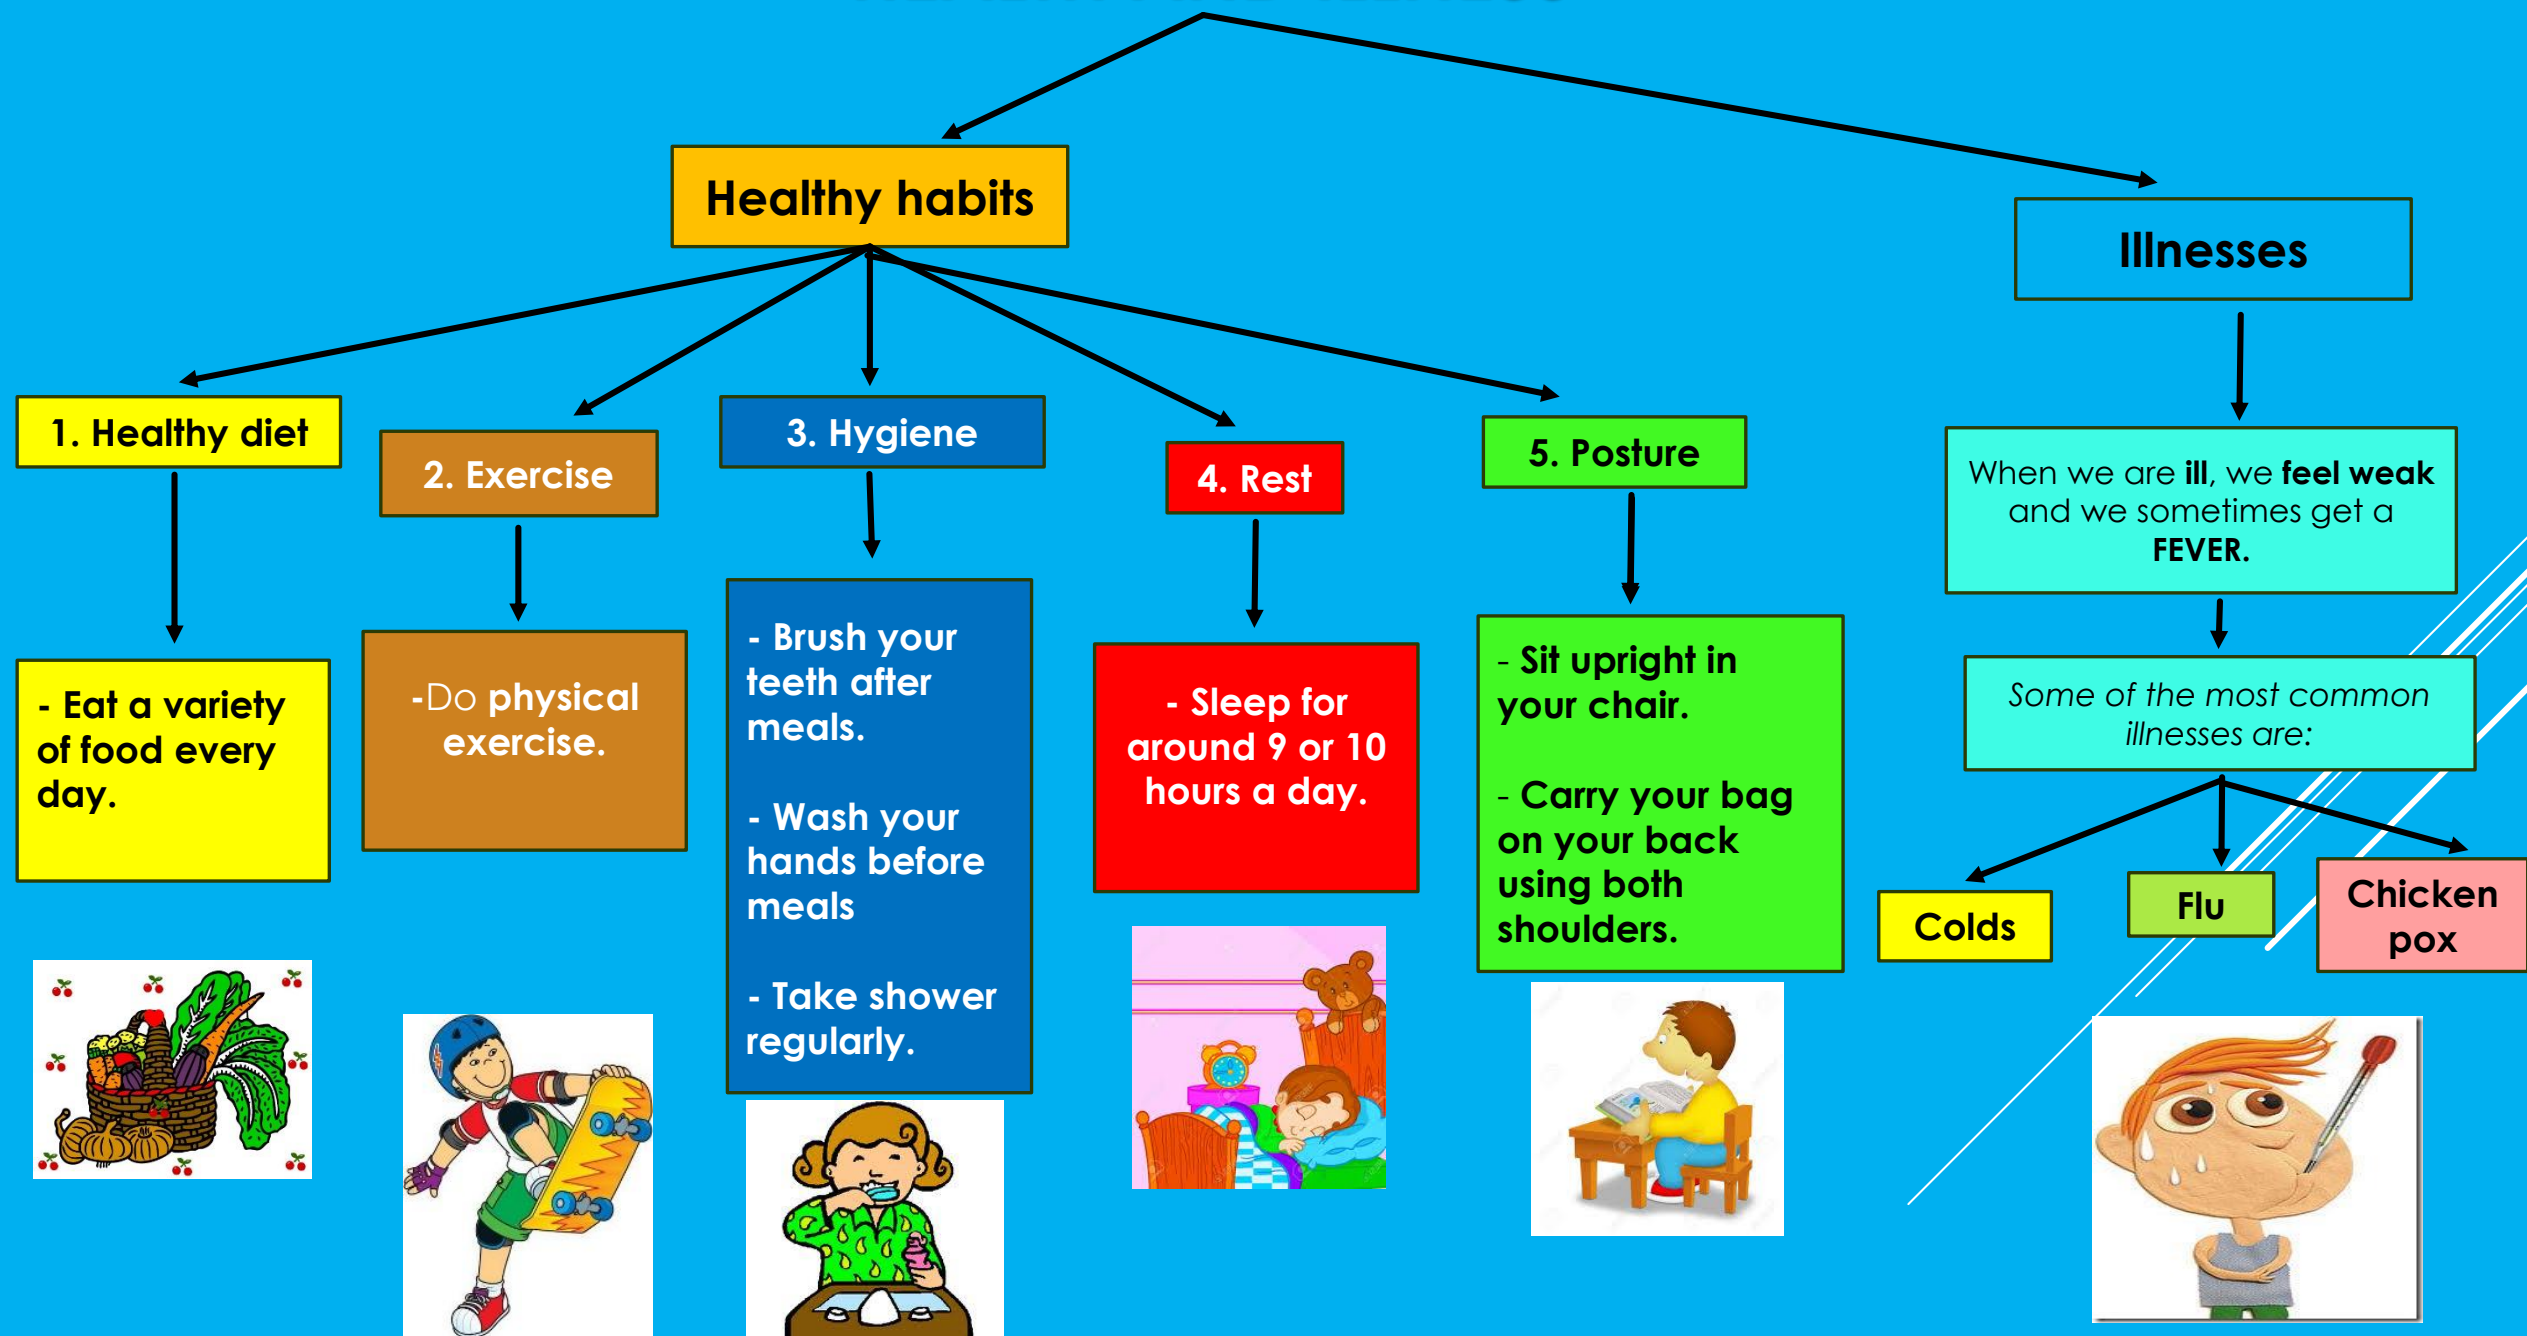 Healthy habits
Illnesses
1. Healthy diet
2. Exercise
3. Hygiene
4. Rest
5. Posture
- Eat a variety
of food every
day.
-Do physical
exercise.
- Brush your
teeth after
meals.
- Wash your
hands before
meals
- Take shower
regularly.
- Sleep for
around 9 or 10
hours a day.
- Sit upright in
your chair.
- Carry your bag
on your back
using both
shoulders.
When we are ill, we feel weak
and we sometimes get a
FEVER.
Some of the most common
illnesses are:
Colds
Flu
Chicken
pox